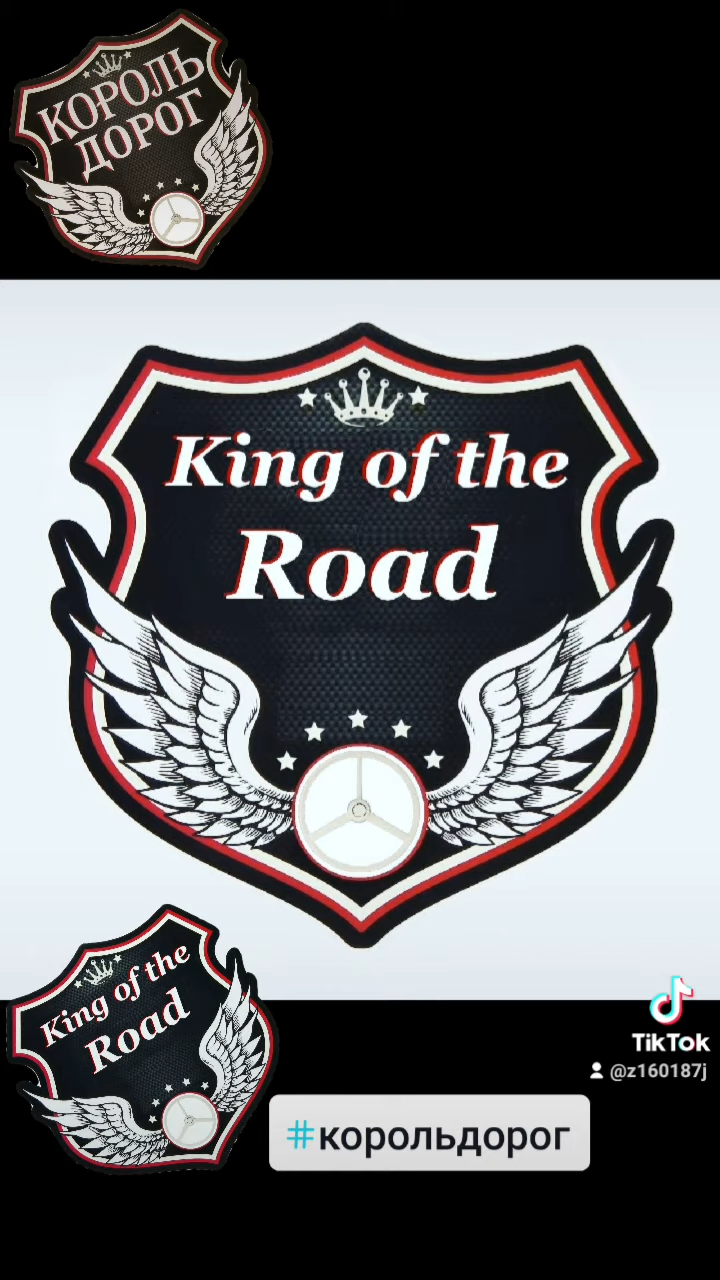 КОРОЛЬ
ДОРОГ
King of the
Road
King of the
Road
TikTok
@z160187j
#корольдорог